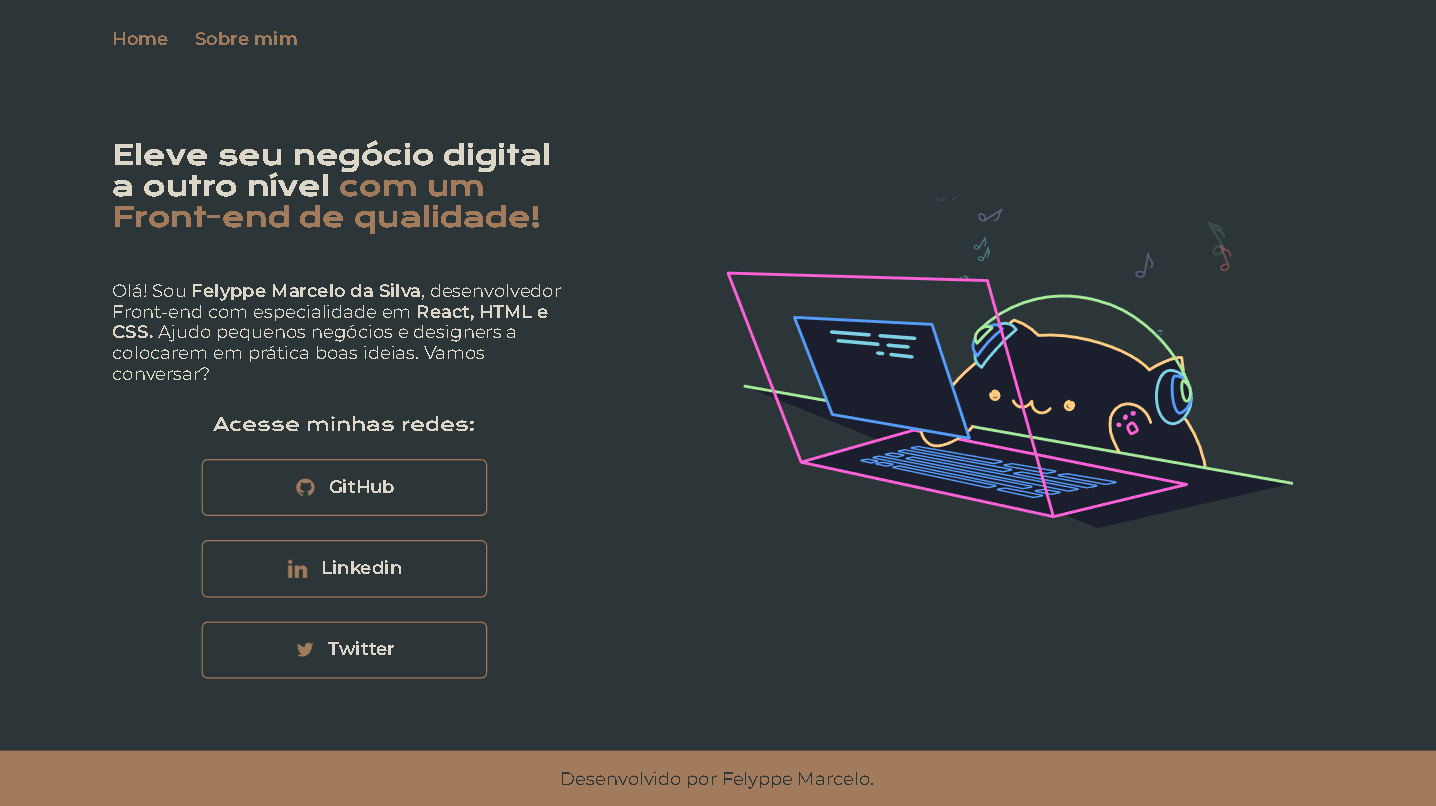 Home Sobre mim
Eleve seu negócio digital
a outro nível com um
Front-end de qualidade!
Olá! Sou Felyppe Marcelo da Silva, desenvolvedor
Front-end com especialidade em React, HTML e
CSS. Ajudo pequenos negócios e designers a
colocarem em prática boas ideias. Vamos
conversar?
Acesse minhas redes:
GitHub
Linkedin
Twitter
Desenvolvido por Felyppe Marcelo.